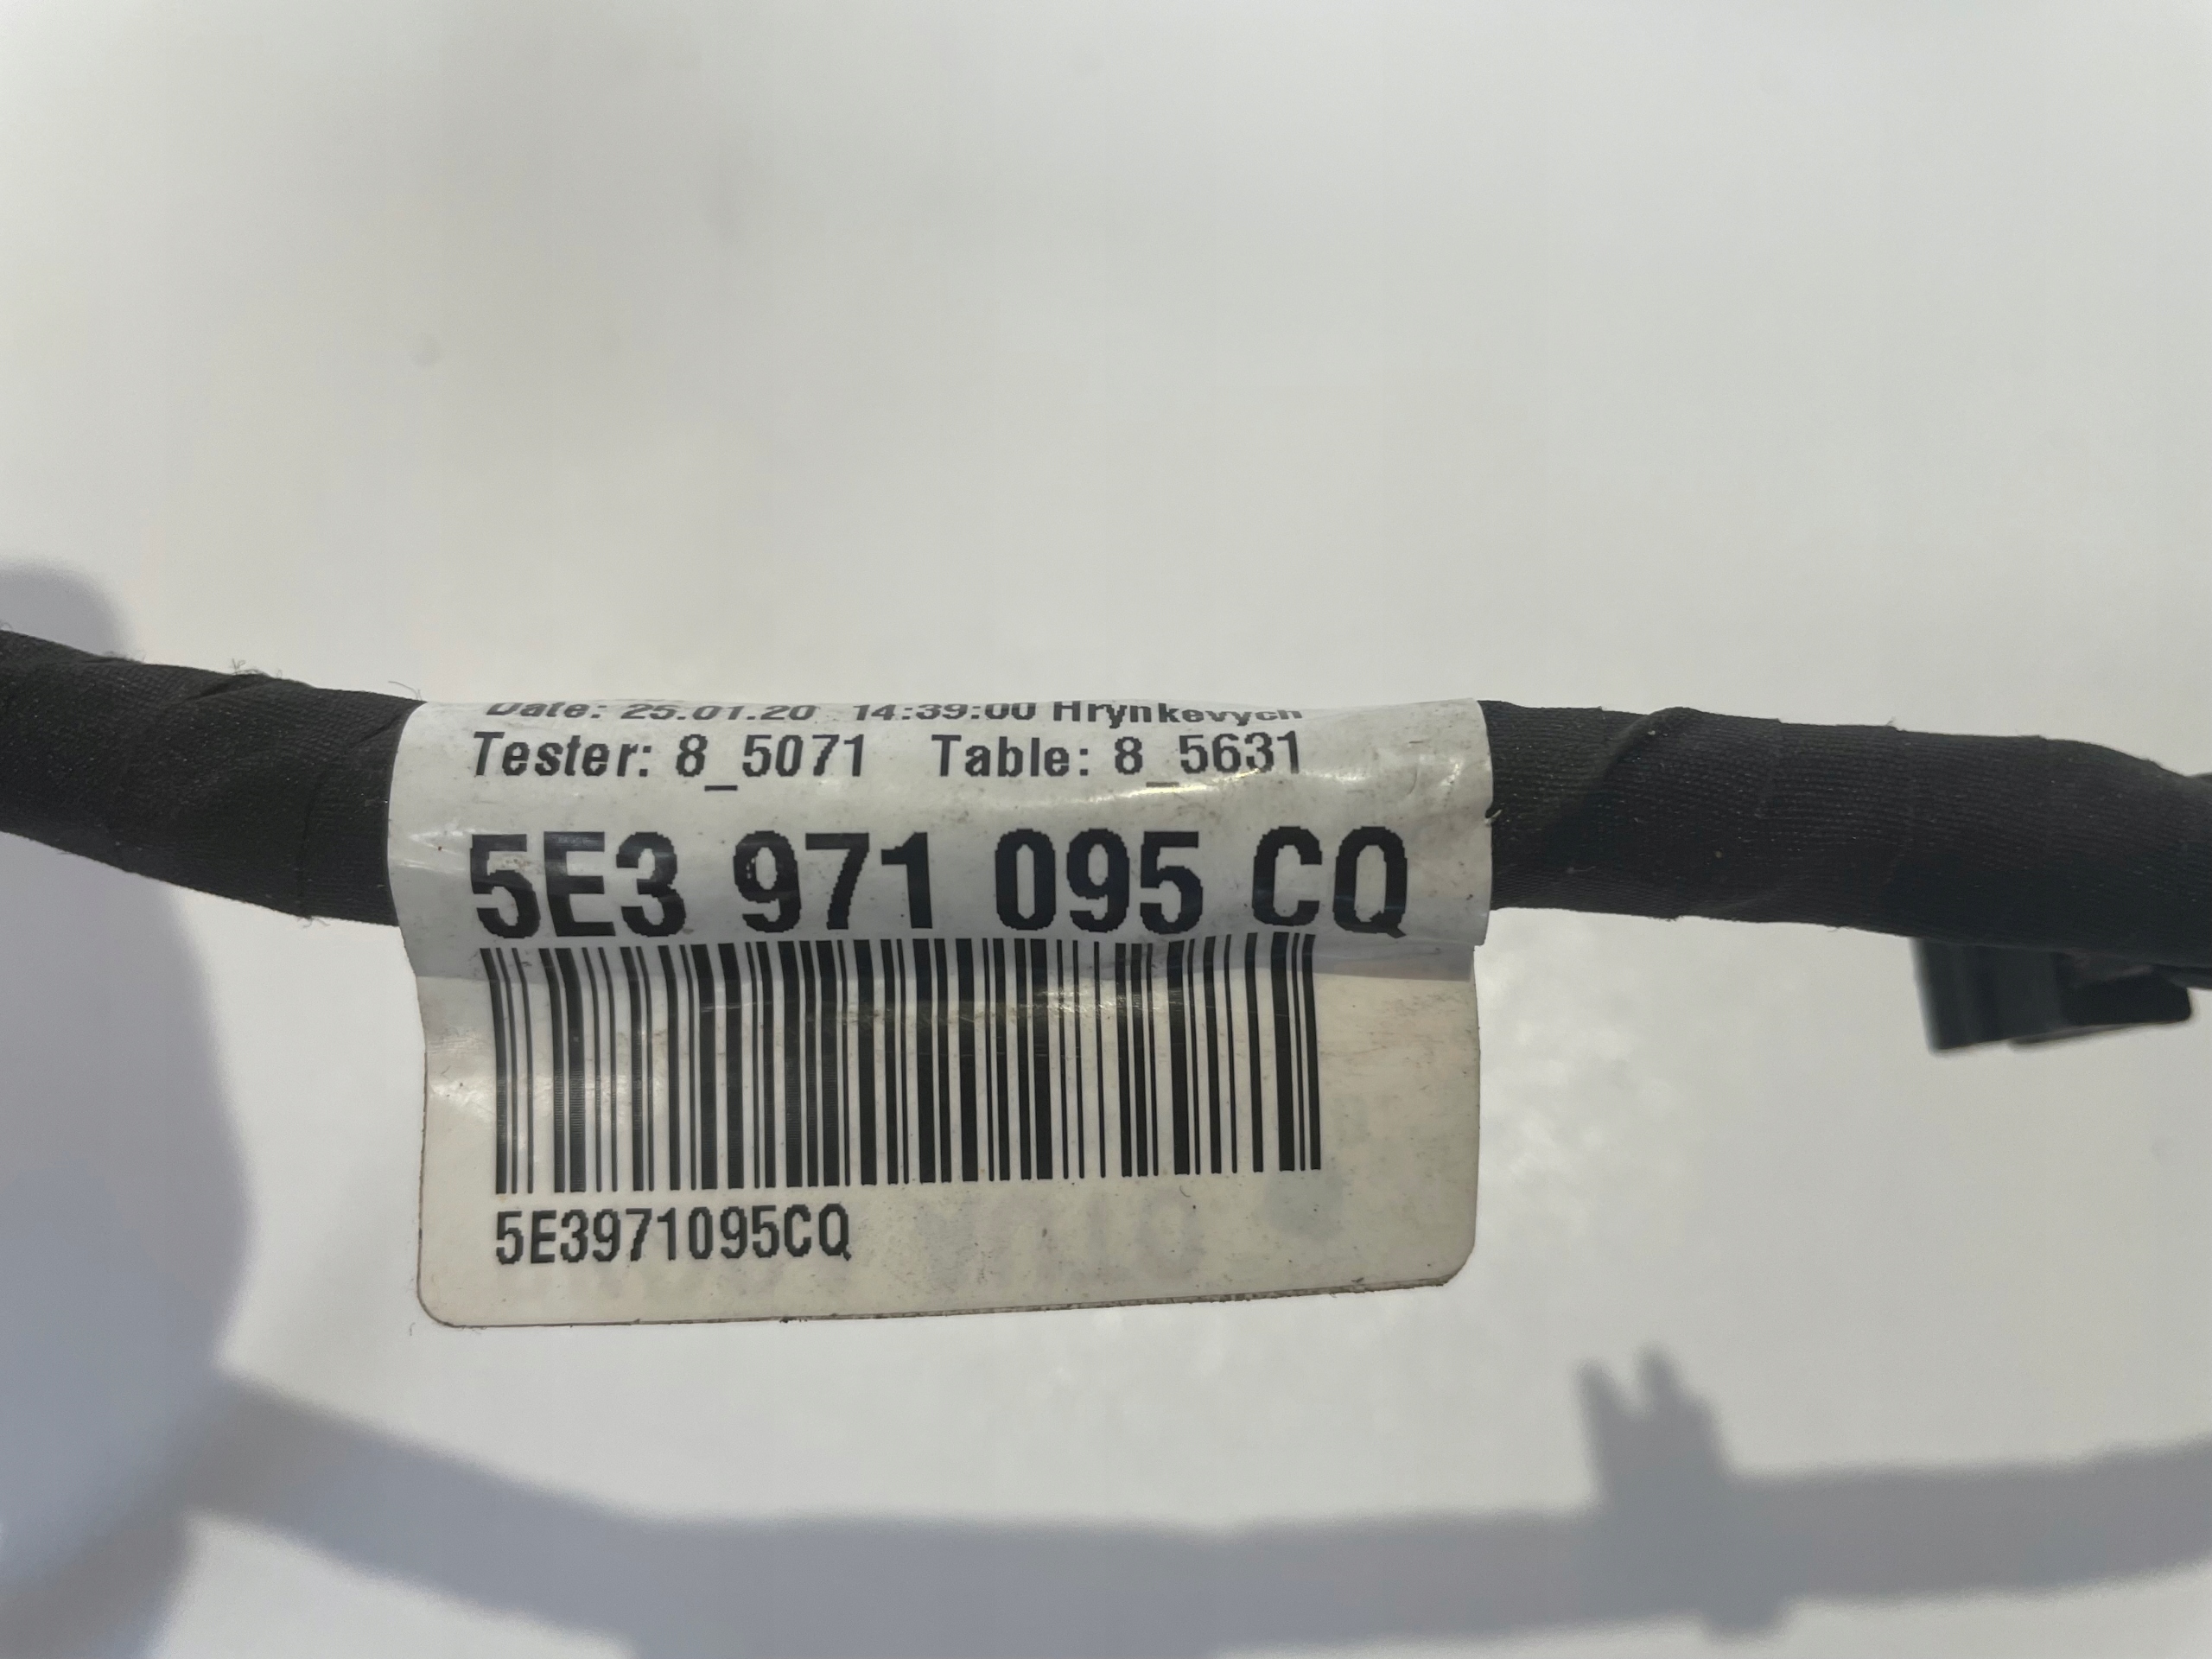 Date: 25.01.20 14:39:00 Hrynkevych
Tester: 8_5071 Table: 8_5631
5E3 971 095 CQ
5E3971095CQ